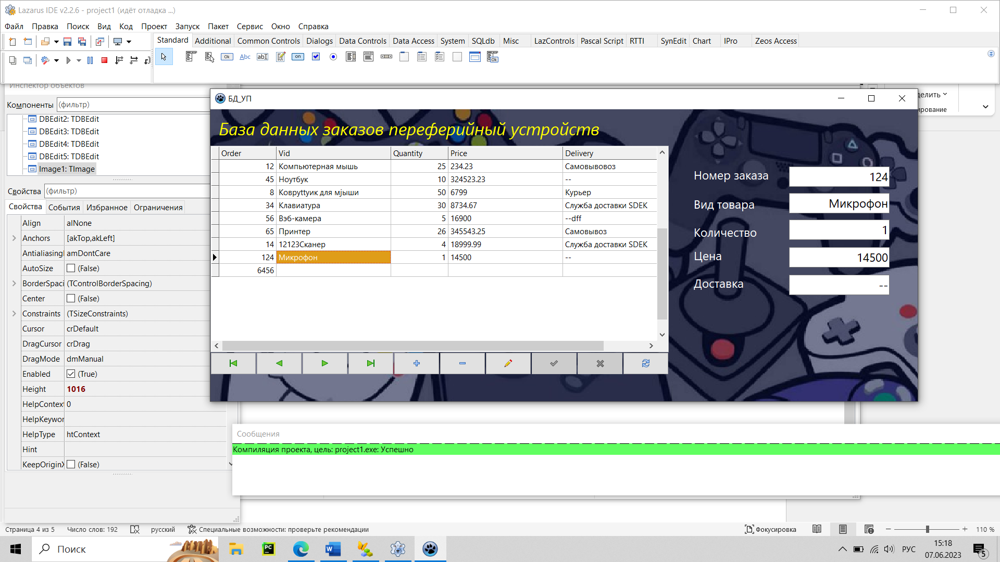 Lazarus IDE v2.2.6 - project1 (идёт отладка ...)
Файл Правка Поиск Вид Код Проект Запуск Пакет Сервис Окно Справка
Standard Additional Common Controls Dialogs Data Controls Data Access System SQLdb Misc LazControls Pascal Script RTTI SynEdit Chart IPro Zeos Access
Ok Abc abI on Ok
Инспектор объектов
Компоненты (фильтр)
DBEdit2: TDBEdit
DBEdit3: TDBEdit
DBEdit4: TDBEdit
DBEdit5: TDBEdit
Image1: TImage
Свойства (фильтр)
Свойства События Избранное Ограничения
Align alNone
Anchors [akTop,akLeft]
Antialiasing amDontCare
AutoSize (False)
BorderSpaci (TControlBorderSpacing)
Center (False)
Constraints (TSizeConstraints)
Cursor crDefault
DragCursor crDrag
DragMode dmManual
Enabled (True)
Height 1016
HelpContex 0
HelpKeywor
HelpType htContext
Hint
KeepOriginX (False)
БД_УП
База данных заказов переферийный устройств
Order Vid Quantity Price Delivery
12 Компьютерная мышь 25 234.23 Самовывовоз
45 Ноутбук 10 324523.23 --
8 Ковруttуик для мjыши 50 6799 Курьер
34 Клавиатура 30 8734.67 Служба доставки SDEK
56 Вэб-камера 5 16900 --dff
65 Принтер 26 345543.25 Самовывоз
14 12123Сканер 4 18999.99 Служба доставки SDEK
124 Микрофон 1 14500 --
6456
Номер заказа 124
Вид товара Микрофон
Количество 1
Цена 14500
Доставка --
делить
ирование
Сообщения
Компиляция проекта, цель: project1.exe: Успешно
Страница 4 из 5 Число слов: 192 русский Специальные возможности: проверьте рекомендации Фокусировка 110 %
Поиск PC W РУС 15:18
07.06.2023 5